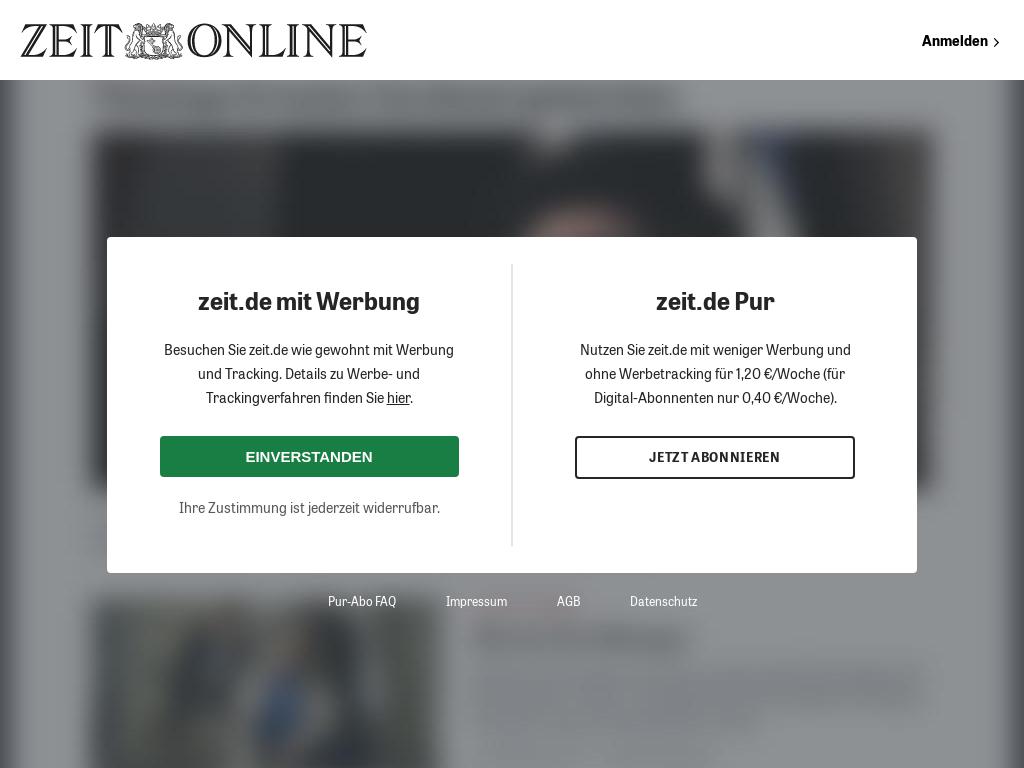 ZEIT ONLINE
Anmelden
zeit.de mit Werbung
Besuchen Sie zeit.de wie gewohnt mit Werbung
und Tracking. Details zu Werbe- und
Trackingverfahren finden Sie hier.
EINVERSTANDEN
Ihre Zustimmung ist jederzeit widerrufbar.
zeit.de Pur
Nutzen Sie zeit.de mit weniger Werbung und
ohne Werbetracking für 1,20 €/Woche (für
Digital-Abonnenten nur 0,40 €/Woche).
JETZT ABONNIEREN
Pur-Abo FAQ Impressum AGB Datenschutz